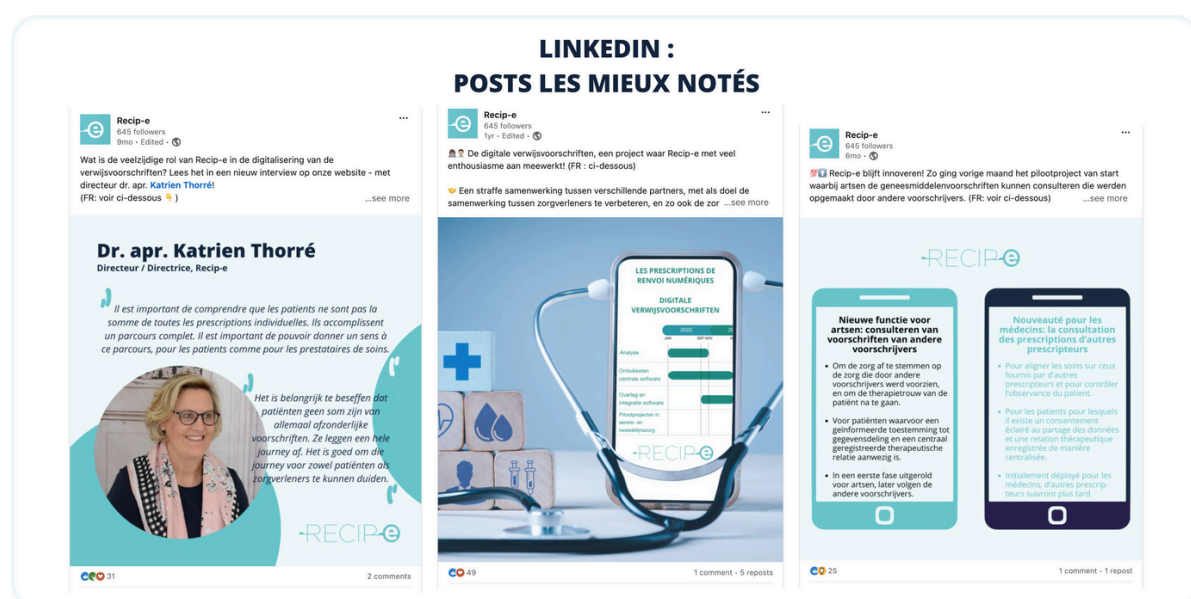 LINKEDIN :
POSTS LES MIEUX NOTÉS
Recip-e
645 followers
9mo • Edited •
Wat is de veelzijdige rol van Recip-e in de digitalisering van de
verwijsvoorschriften? Lees het in een nieuw interview op onze website - met
directeur dr. apr. Katrien Thorré!
(FR: voir ci-dessous 👇 )
...see more
Dr. apr. Katrien Thorré
Directeur / Directrice, Recip-e
Il est important de comprendre que les patients ne sont pas la
somme de toutes les prescriptions individuelles. Ils accomplissent
un parcours complet. Il est important de pouvoir donner un sens à
ce parcours, pour les patients comme pour les prestataires de soins.
Het is belangrijk te beseffen dat
patiënten geen som zijn van
allemaal afzonderlijke
voorschriften. Ze leggen een hele
journey af. Het is goed om die
journey voor zowel patiënten als
zorgverleners te kunnen duiden.
RECIP-e
31
2 comments
Recip-e
645 followers
1yr • Edited •
De digitale verwijsvoorschriften, een project waar Recip-e met veel
enthousiasme aan meewerkt! (FR : ci-dessous)
🤝 Een straffe samenwerking tussen verschillende partners, met als doel de
samenwerking tussen zorgverleners te verbeteren, en zo ook de zor ...see more
LES PRESCRIPTIONS DE
RENVOI NUMÉRIQUES
DIGITALE
VERWIJSVOORSCHRIFTEN
2022
JAN
SEP-NOV
Analyse
Ontwikkelen
centrale software
Overleg en
integratie software
Pilootprojecten in
eerste- en
tweedelijnszorg
RECIP-e
49
1 comment • 5 reposts
Recip-e
645 followers
6mo •
💯⬆️ Recip-e blijft innoveren! Zo ging vorige maand het pilootproject van start
waarbij artsen de geneesmiddelenvoorschriften kunnen consulteren die werden
opgemaakt door andere voorschrijvers. (FR: voir ci-dessous)
...see more
RECIP-e
Nieuwe functie voor
artsen: consulteren van
voorschriften van andere
voorschrijvers
• Om de zorg af te stemmen op
de zorg die door andere
voorschrijvers werd voorzien,
en om de therapietrouw van de
patiënt na te gaan.
• Voor patiënten waarvoor een
geïnformeerde toestemming tot
gegevensdeling en een centraal
geregistreerde therapeutische
relatie aanwezig is.
• In een eerste fase uitgerold
voor artsen, later volgen de
andere voorschrijvers.
Nouveauté pour les
médecins: la consultation
des prescriptions d'autres
prescripteurs
• Pour aligner les soins sur ceux
fournis par d'autres
prescripteurs et pour contrôler
l'observance du patient.
• Pour les patients pour lesquels
il existe un consentement
éclairé au partage des données
et une relation thérapeutique
enregistrée de manière
centralisée.
• Initialement déployé pour les
médecins, d'autres prescrip-
teurs suivront plus tard.
25
1 comment • 1 repost